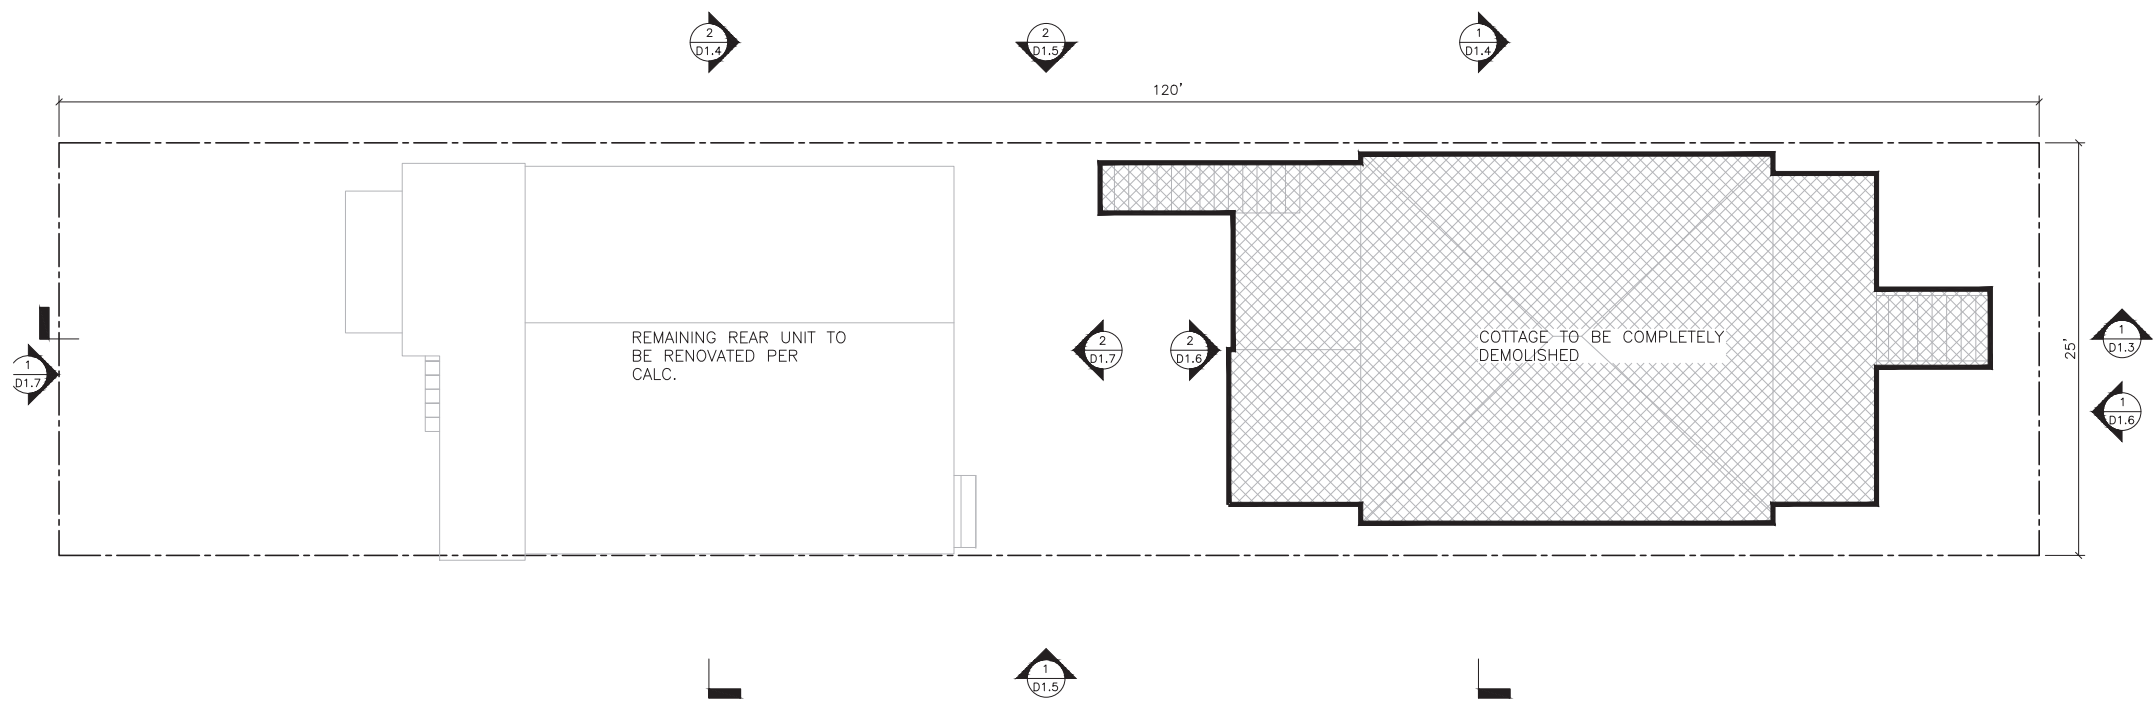 2
D1.4
2
D1.5
1
D1.4
120'
REMAINING REAR UNIT TO
BE RENOVATED PER
CALC.
2
D1.7
2
D1.6
COTTAGE TO BE COMPLETELY
DEMOLISHED
25'
1
D1.3
1
D1.7
1
D1.6
1
D1.5